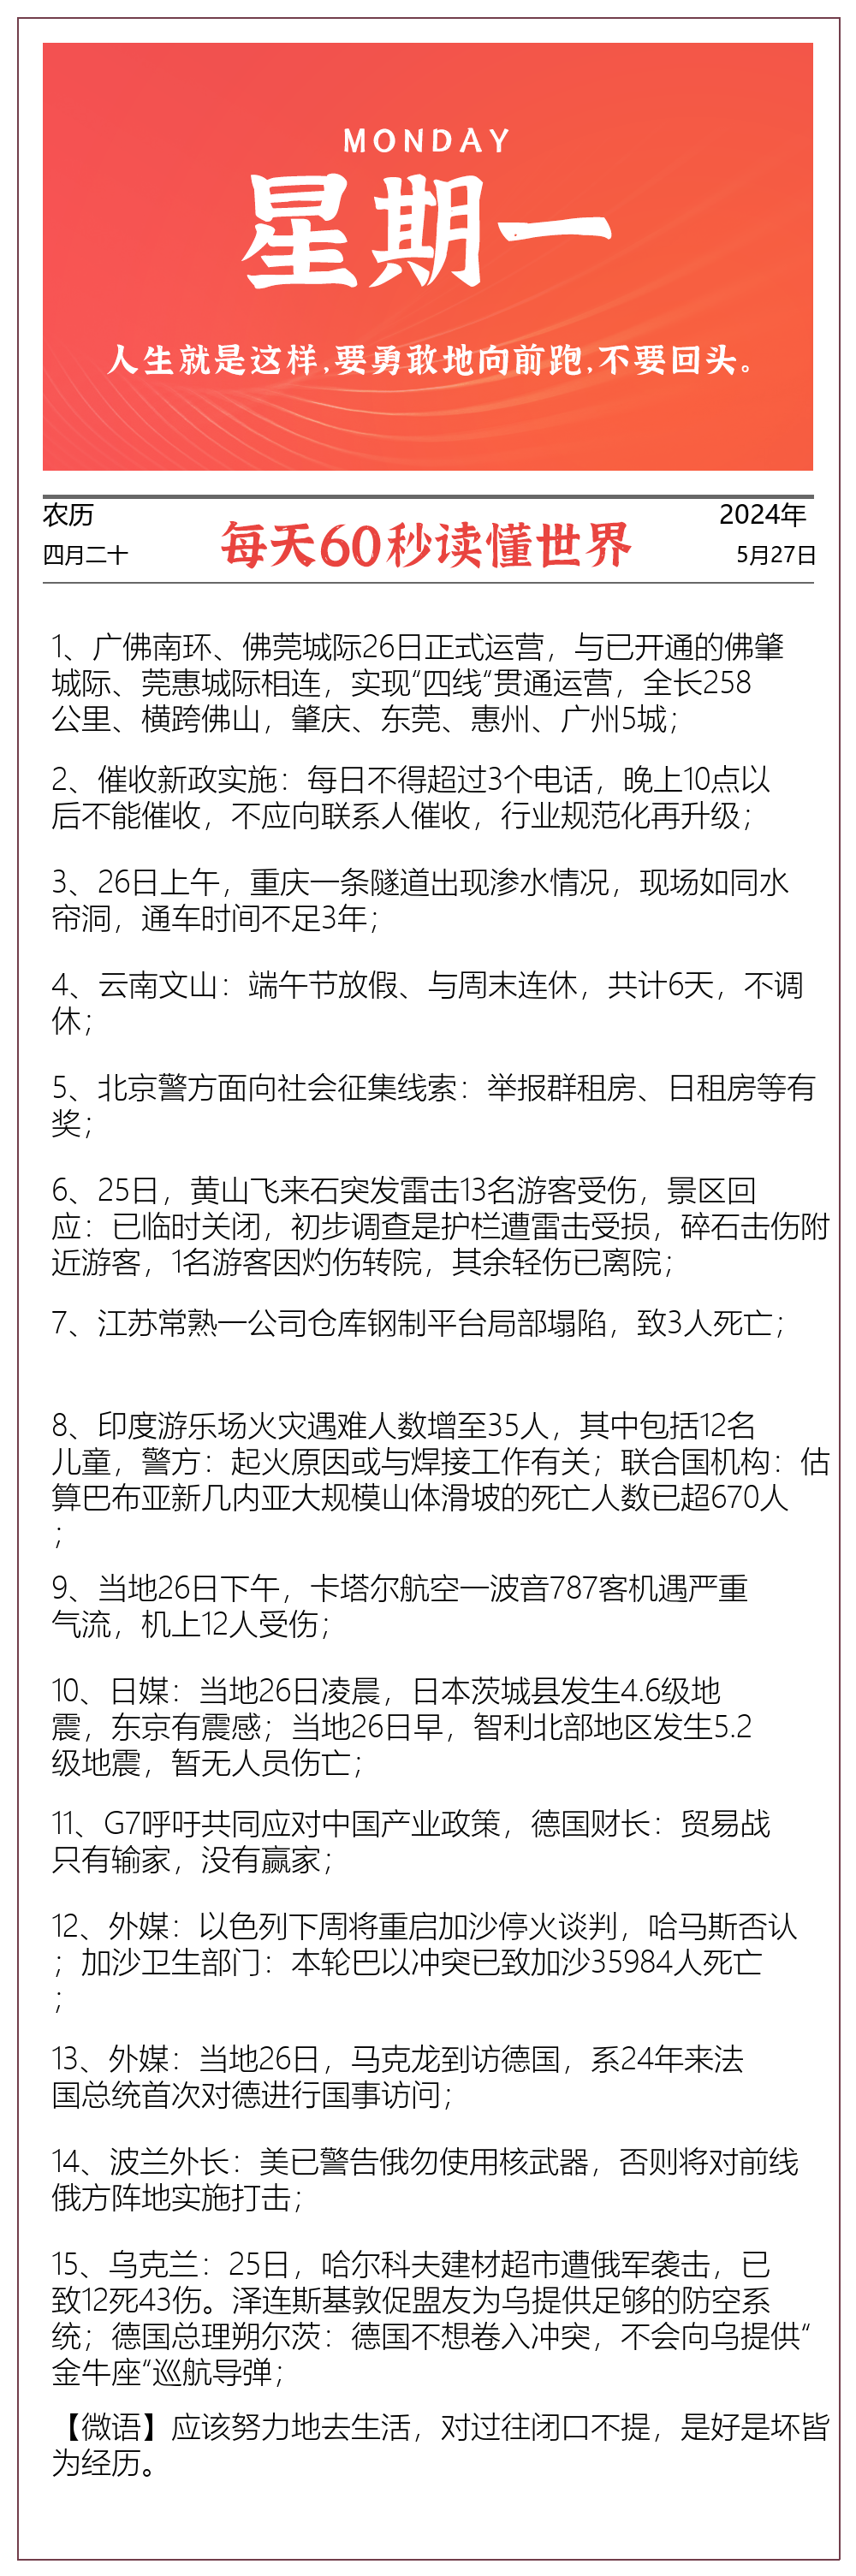 MONDAY
星期一
人生就是这样,要勇敢地向前跑,不要回头。
农历
四月二十
每天60秒读懂世界
2024年
5月27日
1、广佛南环、佛莞城际26日正式运营，与已开通的佛肇
城际、莞惠城际相连，实现“四线“贯通运营，全长258
公里、横跨佛山，肇庆、东莞、惠州、广州5城；
2、催收新政实施：每日不得超过3个电话，晚上10点以
后不能催收，不应向联系人催收，行业规范化再升级；
3、26日上午，重庆一条隧道出现渗水情况，现场如同水
帘洞，通车时间不足3年；
4、云南文山：端午节放假、与周末连休，共计6天，不调
休；
5、北京警方面向社会征集线索：举报群租房、日租房等有
奖；
6、25日，黄山飞来石突发雷击13名游客受伤，景区回
应：已临时关闭，初步调查是护栏遭雷击受损，碎石击伤附
近游客，1名游客因灼伤转院，其余轻伤已离院；
7、江苏常熟一公司仓库钢制平台局部塌陷，致3人死亡；
8、印度游乐场火灾遇难人数增至35人，其中包括12名
儿童，警方：起火原因或与焊接工作有关；联合国机构：估
算巴布亚新几内亚大规模山体滑坡的死亡人数已超670人
；
9、当地26日下午，卡塔尔航空一波音787客机遇严重
气流，机上12人受伤；
10、日媒：当地26日凌晨，日本茨城县发生4.6级地
震，东京有震感；当地26日早，智利北部地区发生5.2
级地震，暂无人员伤亡；
11、G7呼吁共同应对中国产业政策，德国财长：贸易战
只有输家，没有赢家；
12、外媒：以色列下周将重启加沙停火谈判，哈马斯否认
；加沙卫生部门：本轮巴以冲突已致加沙35984人死亡
；
13、外媒：当地26日，马克龙到访德国，系24年来法
国总统首次对德进行国事访问；
14、波兰外长：美已警告俄勿使用核武器，否则将对前线
俄方阵地实施打击；
15、乌克兰：25日，哈尔科夫建材超市遭俄军袭击，已
致12死43伤。泽连斯基敦促盟友为乌提供足够的防空系
统；德国总理朔尔茨：德国不想卷入冲突，不会向乌提供“
金牛座“巡航导弹；
【微语】应该努力地去生活，对过往闭口不提，是好是坏皆
为经历。